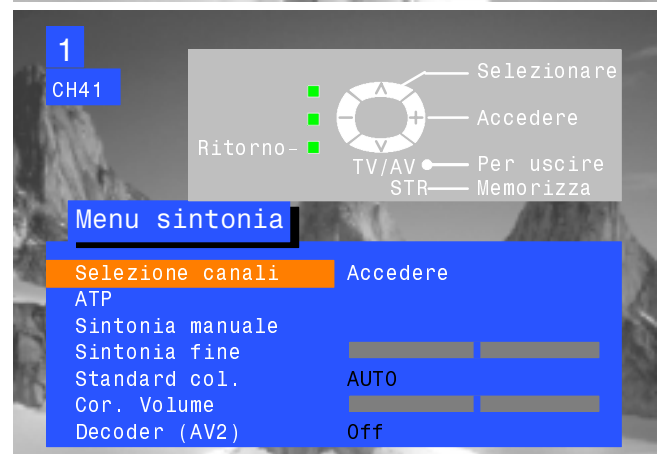 1
CH41
Selezionare
Accedere
Ritorno
TV/AV Per uscire
STR Memorizza
Menu sintonia
Selezione canali Accedere
ATP
Sintonia manuale
Sintonia fine
Standard col. AUTO
Cor. Volume
Decoder (AV2) Off